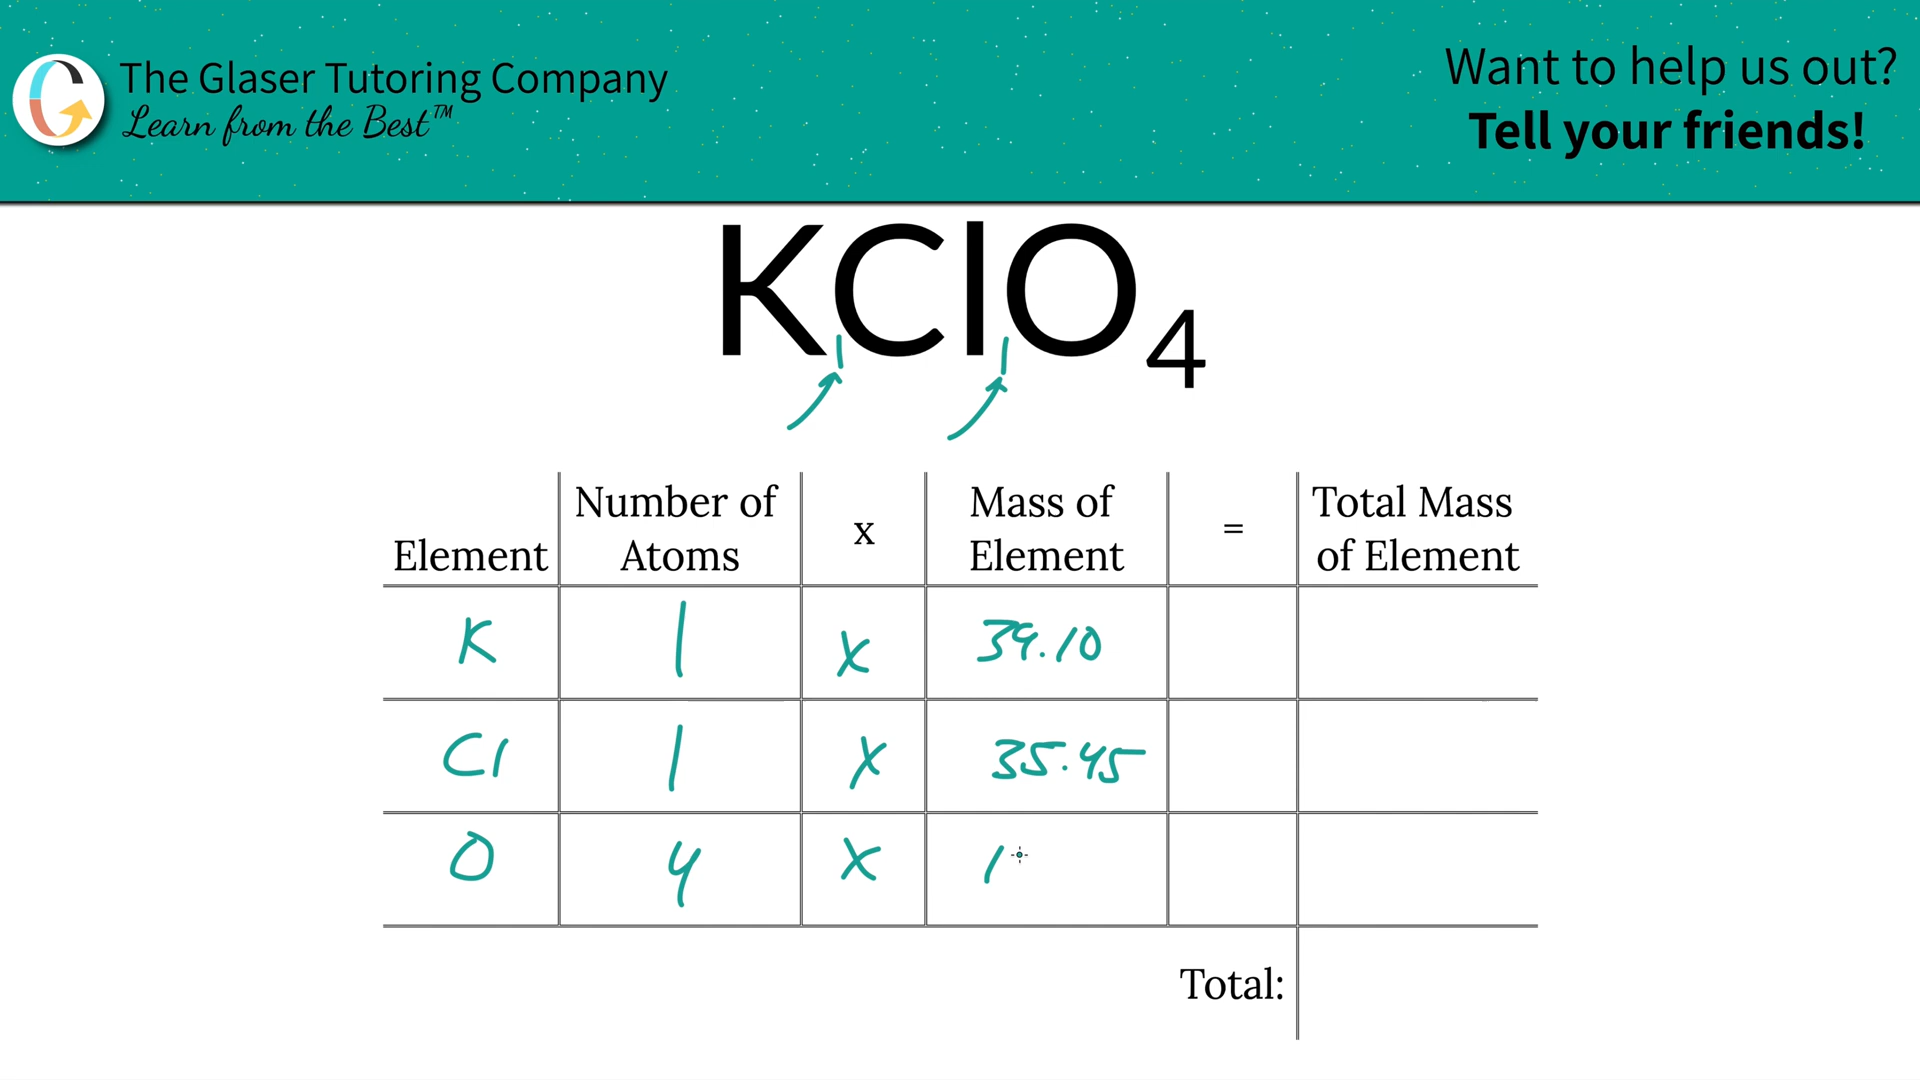 The Glaser Tutoring Company
Learn from the Best™
Want to help us out?
Tell your friends!
KClO₄
1 1
Element Number of Atoms x Mass of Element = Total Mass of Element
K 1 x 39.10
Cl 1 x 35.45
O 4 x 1
Total: